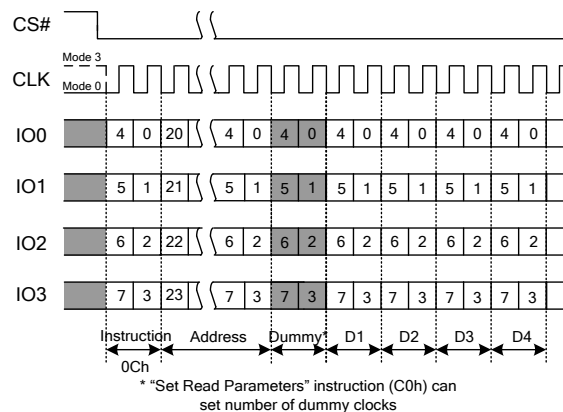 CS#
Mode 3
CLK
Mode 0
IO0 4 0 20 4 0 4 0 4 0 4 0 4 0 4 0
IO1 5 1 21 5 1 5 1 5 1 5 1 5 1 5 1
IO2 6 2 22 6 2 6 2 6 2 6 2 6 2 6 2
IO3 7 3 23 7 3 7 3 7 3 7 3 7 3 7 3
Instruction Address Dummy* D1 D2 D3 D4
0Ch
* "Set Read Parameters" instruction (C0h) can
set number of dummy clocks